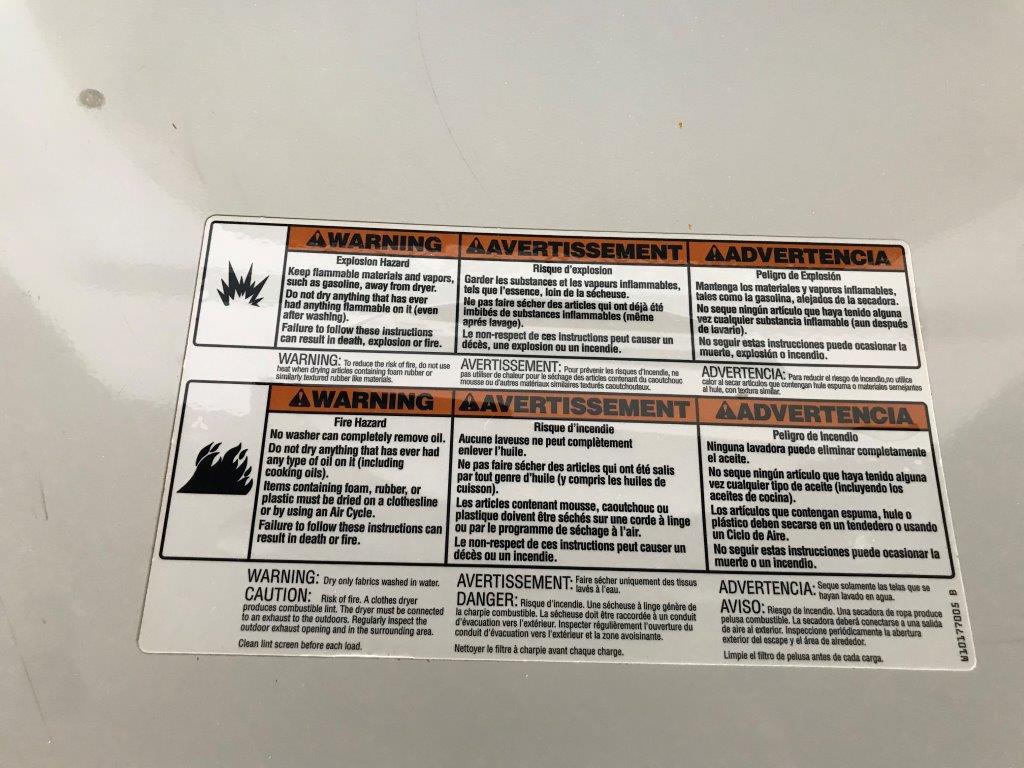 ⚠WARNING
Explosion Hazard
Keep flammable materials and vapors,
such as gasoline, away from dryer.
Do not dry anything that has ever
had anything flammable on it (even
after washing).
Failure to follow these instructions
can result in death, explosion or fire.
⚠AVERTISSEMENT
Risque d'explosion
Garder les substances et les vapeurs inflammables,
tels que l'essence, loin de la sécheuse.
Ne pas faire sécher des articles qui ont déjà été
imbibés de substances inflammables (même
aprés lavage).
Le non-respect de ces instructions peut causer un
décès, une explosion ou un incendie.
⚠ADVERTENCIA
Peligro de Explosión
Mantenga los materiales y vapores inflamables,
tales como la gasolina, alejados de la secadora.
No seque ningún artículo que haya tenido alguna
vez cualquier substancia inflamable (aun después
de lavarlo).
No seguir estas instrucciones puede ocasionar la
muerte, explosión o incendio.
WARNING: To reduce the risk of fire, do not use
heat when drying articles containing foam rubber or
similarly textured rubber like materials.
AVERTISSEMENT: Pour prévenir les risques d'incendie, ne
pas utiliser de chaleur pour le séchage des articles contenant du caoutchouc
mousse ou d'autres matériaux similaires texturés caoutchouteux.
ADVERTENCIA: Para reducir el riesgo de incendio,no utilice
calor al secar artículos que contengan hule espuma o materiales semejantes
al hule, con textura similar.
⚠WARNING
Fire Hazard
No washer can completely remove oil.
Do not dry anything that has ever had
any type of oil on it (including
cooking oils).
Items containing foam, rubber, or
plastic must be dried on a clothesline
or by using an Air Cycle.
Failure to follow these instructions can
result in death or fire.
⚠AVERTISSEMENT
Risque d'incendie
Aucune laveuse ne peut complètement
enlever l'huile.
Ne pas faire sécher des articles qui ont été salis
par tout genre d'huile (y compris les huiles de
cuisson).
Les articles contenant mousse, caoutchouc ou
plastique doivent être séchés sur une corde à linge
ou par le programme de séchage à l'air.
Le non-respect de ces instructions peut causer un
décès ou un incendie.
⚠ADVERTENCIA
Peligro de Incendio
Ninguna lavadora puede eliminar completamente
el aceite.
No seque ningún artículo que haya tenido alguna
vez cualquier tipo de aceite (incluyendo los
aceites de cocina).
Los artículos que contengan espuma, hule o
plástico deben secarse en un tendedero o usando
un Ciclo de Aire.
No seguir estas instrucciones puede ocasionar la
muerte o un incendio.
WARNING: Dry only fabrics washed in water.
CAUTION: Risk of fire. A clothes dryer
produces combustible lint. The dryer must be connected
to an exhaust to the outdoors. Regularly inspect the
outdoor exhaust opening and in the surrounding area.
Clean lint screen before each load.
AVERTISSEMENT: Faire sécher uniquement des tissus
lavés à l'eau.
DANGER: Risque d'incendie. Une sécheuse à linge génère de
la charpie combustible. La sécheuse doit être raccordée à un conduit
d'évacuation vers l'extérieur. Inspecter régulièrement l'ouverture du
conduit d'évacuation vers l'extérieur et la zone avoisinante.
Nettoyer le filtre à charpie avant chaque charge.
ADVERTENCIA: Seque solamente las telas que se
hayan lavado en agua.
AVISO: Riesgo de incendio. Una secadora de ropa produce
pelusa combustible. La secadora deberá conectarse a una salida
de aire al exterior. Inspeccione periódicamente la abertura
exterior del escape y el área de alrededor.
Limpie el filtro de pelusa antes de cada carga.
W10177005 B